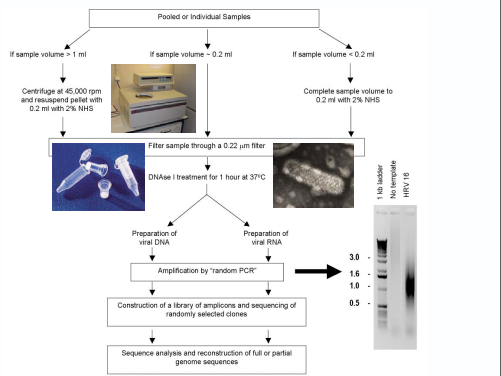 Pooled or Individual Samples
If sample volume > 1 ml
If sample volume ~ 0.2 ml
If sample volume < 0.2 ml
Centrifuge at 45,000 rpm
and resuspend pellet with
0.2 ml with 2% NHS
Complete sample volume to
0.2 ml with 2% NHS
Filter sample through a 0.22 µm filter
DNAse I treatment for 1 hour at 37ºC
1 kb ladder
No template
HRV 16
Preparation of
viral DNA
Preparation of
viral RNA
Amplification by “random PCR”
3.0 -
1.6 -
1.0 -
0.5 -
Construction of a library of amplicons and sequencing of
randomly selected clones
Sequence analysis and reconstruction of full or partial
genome sequences